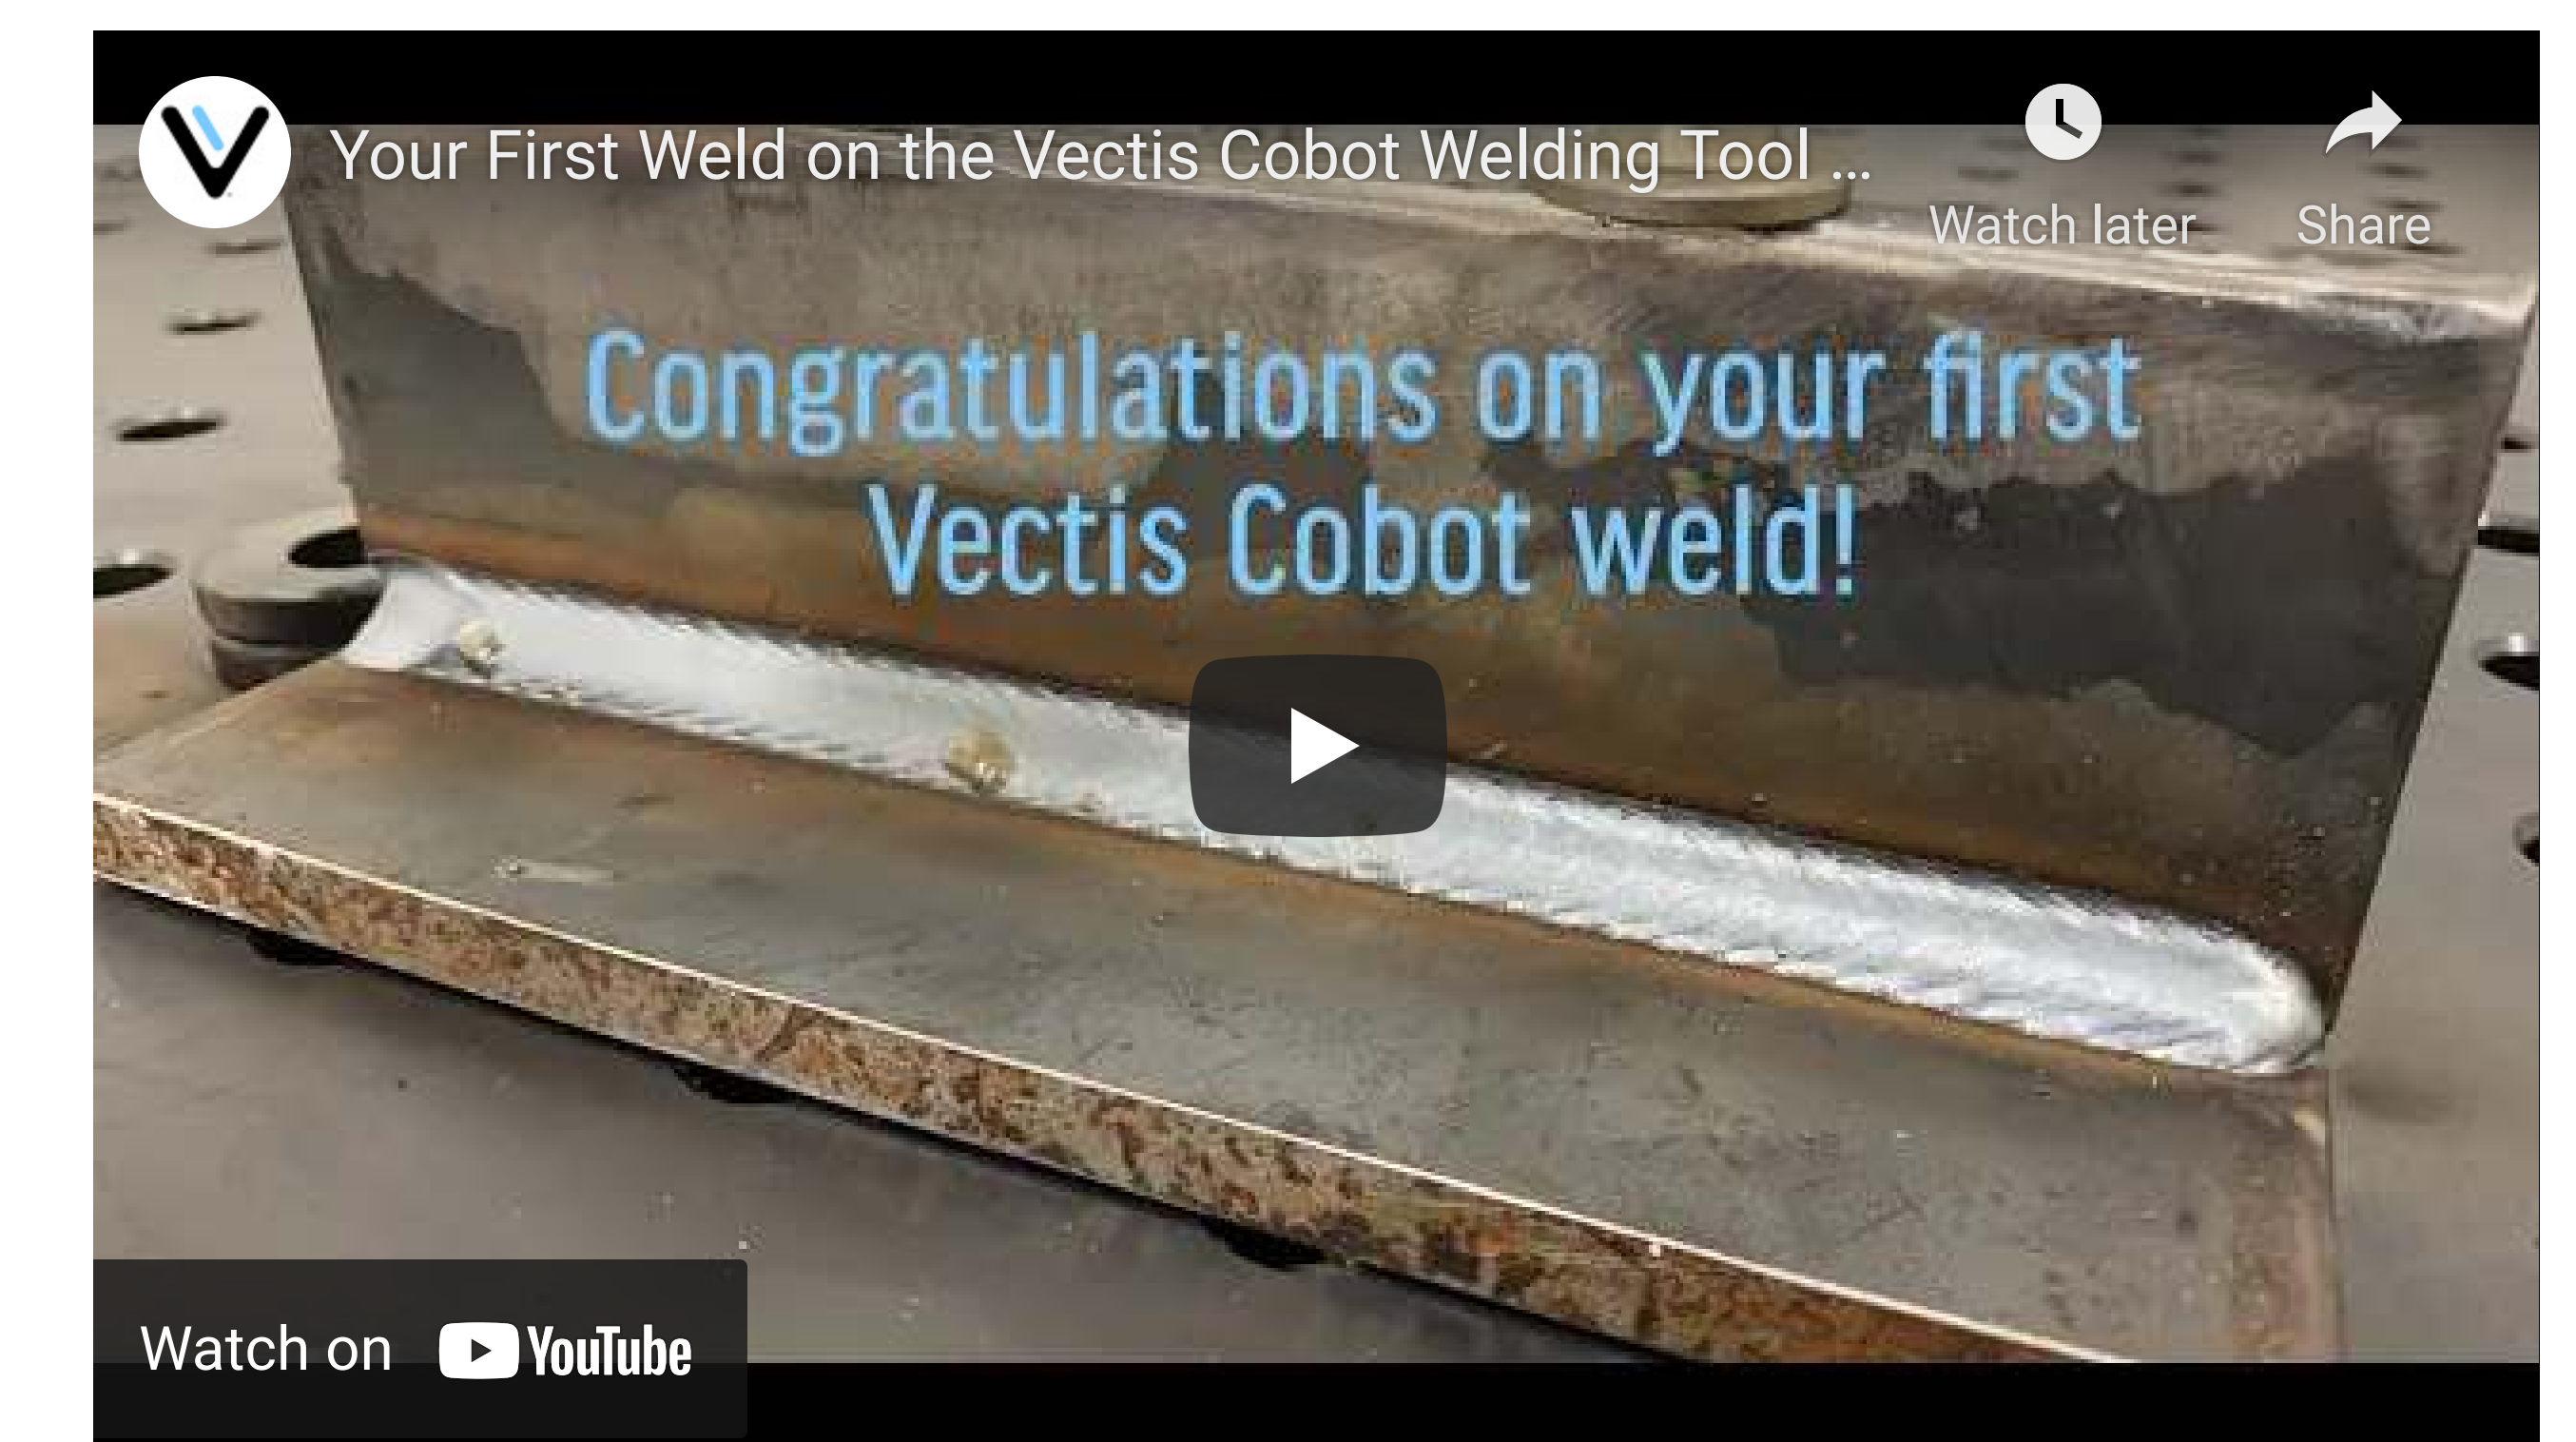 Your First Weld on the Vectis Cobot Welding Tool ...
Watch later
Share
Congratulations on your first
Vectis Cobot weld!
Watch on YouTube